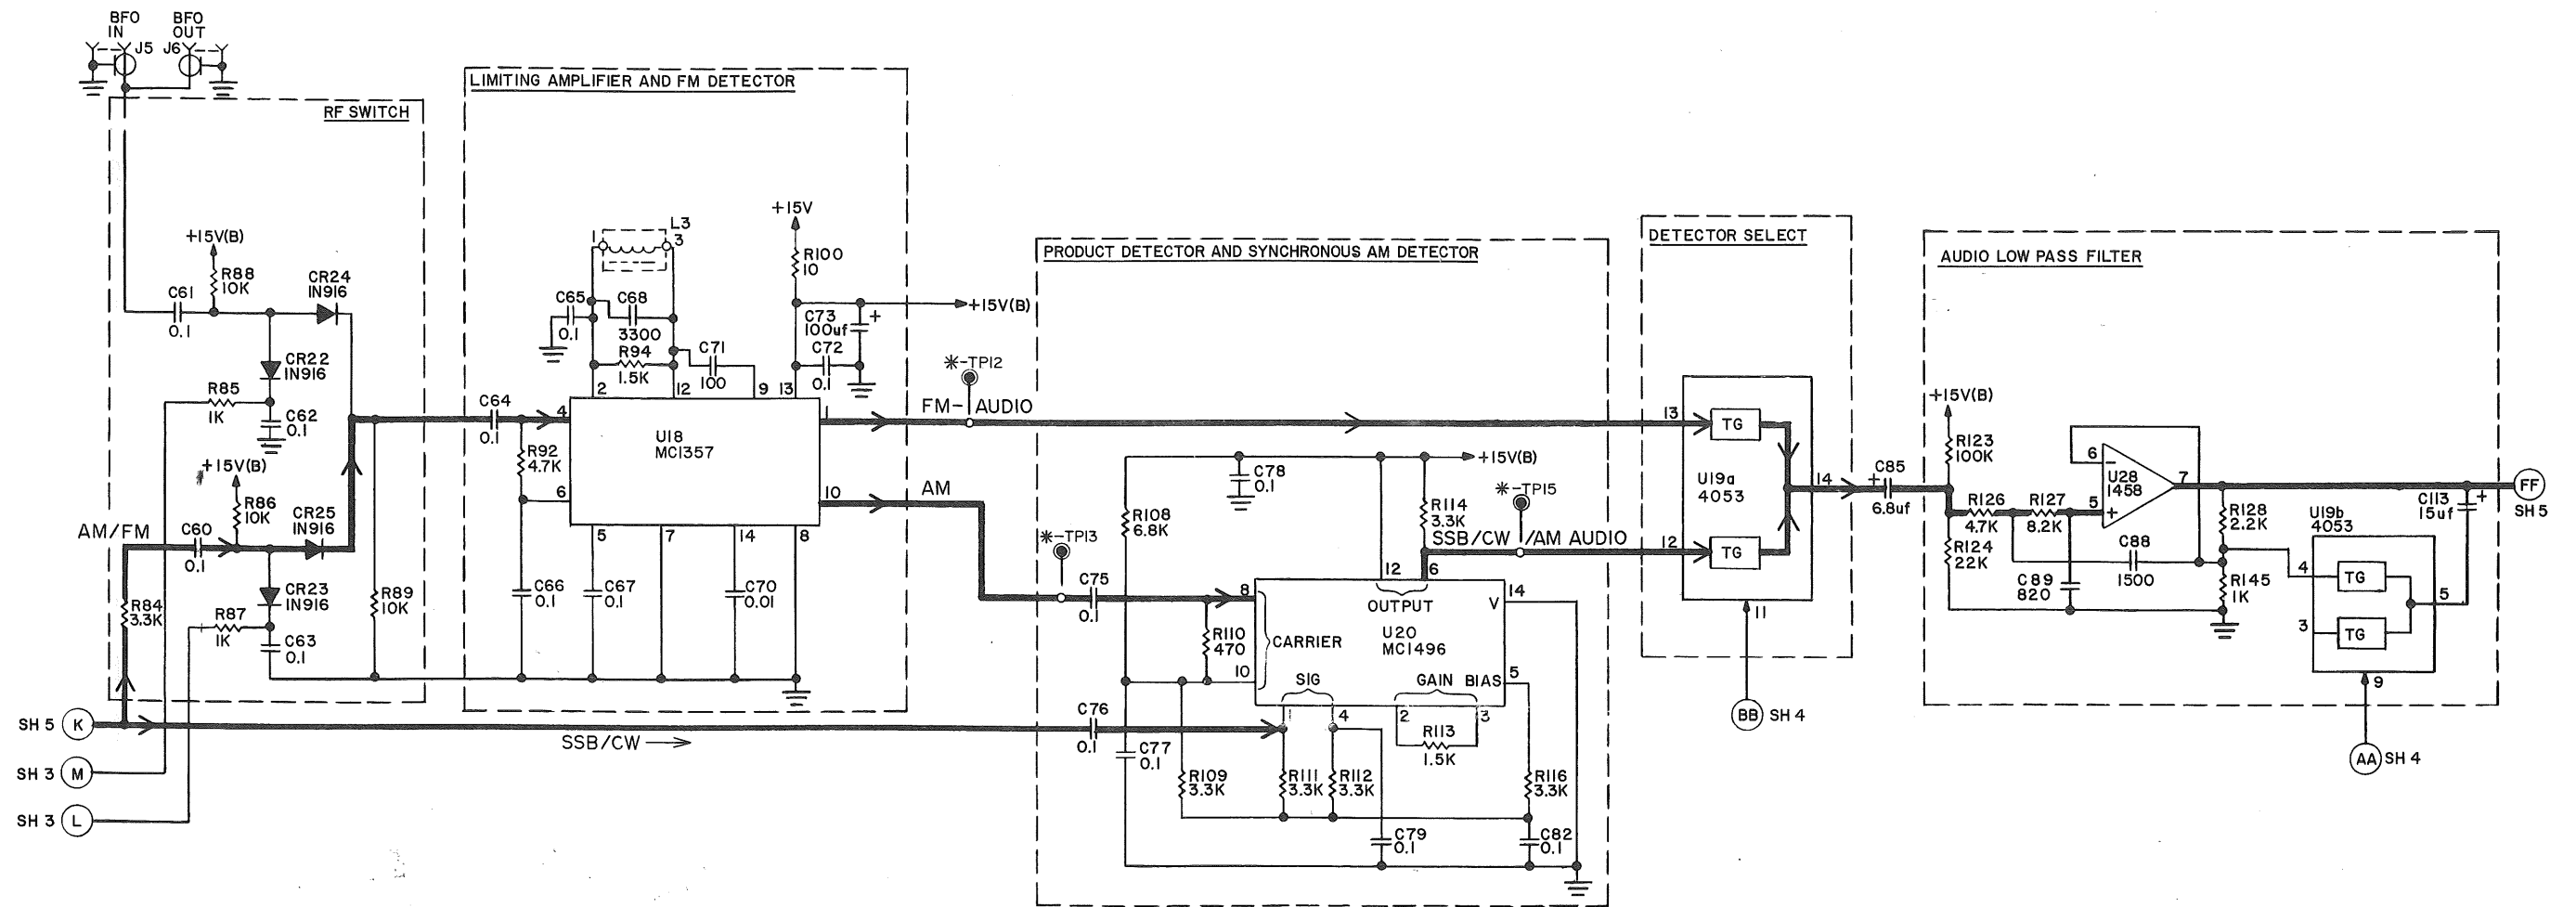 BFO
IN
J5
BFO
OUT
J6
RF SWITCH
+15V(B)
R88
10K
C61
0.1
CR24
IN916
CR22
IN916
R85
1K
C62
0.1
+15V(B)
R86
10K
CR25
IN916
AM/FM
C60
0.1
R84
3.3K
CR23
IN916
R87
1K
C63
0.1
R89
10K
SH 5 K
SH 3 M
SH 3 L
SSB/CW
LIMITING AMPLIFIER AND FM DETECTOR
+15V
R100
10
+15V(B)
1
L3
3
C65
0.1
C68
3300
R94
1.5K
C71
100
C73
100uf
+
C72
0.1
2
12
9
13
C64
0.1
4
R92
4.7K
6
U18
MC1357
1
10
5
7
14
8
C66
0.1
C67
0.1
C70
0.01
※-TP12
FM- AUDIO
AM
PRODUCT DETECTOR AND SYNCHRONOUS AM DETECTOR
+15V(B)
C78
0.1
R108
6.8K
R114
3.3K
※-TP15
SSB/CW /AM AUDIO
※-TP13
C75
0.1
R110
470
8
10
12
6
14
OUTPUT
V
CARRIER
U20
MC1496
SIG
GAIN
BIAS
5
1
4
2
3
R113
1.5K
C76
0.1
C77
0.1
R109
3.3K
R111
3.3K
R112
3.3K
R116
3.3K
C79
0.1
C82
0.1
DETECTOR SELECT
13
TG
U19a
4053
12
TG
14
11
BB SH 4
+
C85
6.8uf
AUDIO LOW PASS FILTER
+15V(B)
R123
100K
R126
4.7K
R127
8.2K
R124
22K
C89
820
C88
1500
6
-
U28
1458
5
+
7
R128
2.2K
R145
1K
U19b
4053
4
TG
3
TG
5
9
C113
15uf
+
FF
SH 5
AA SH 4